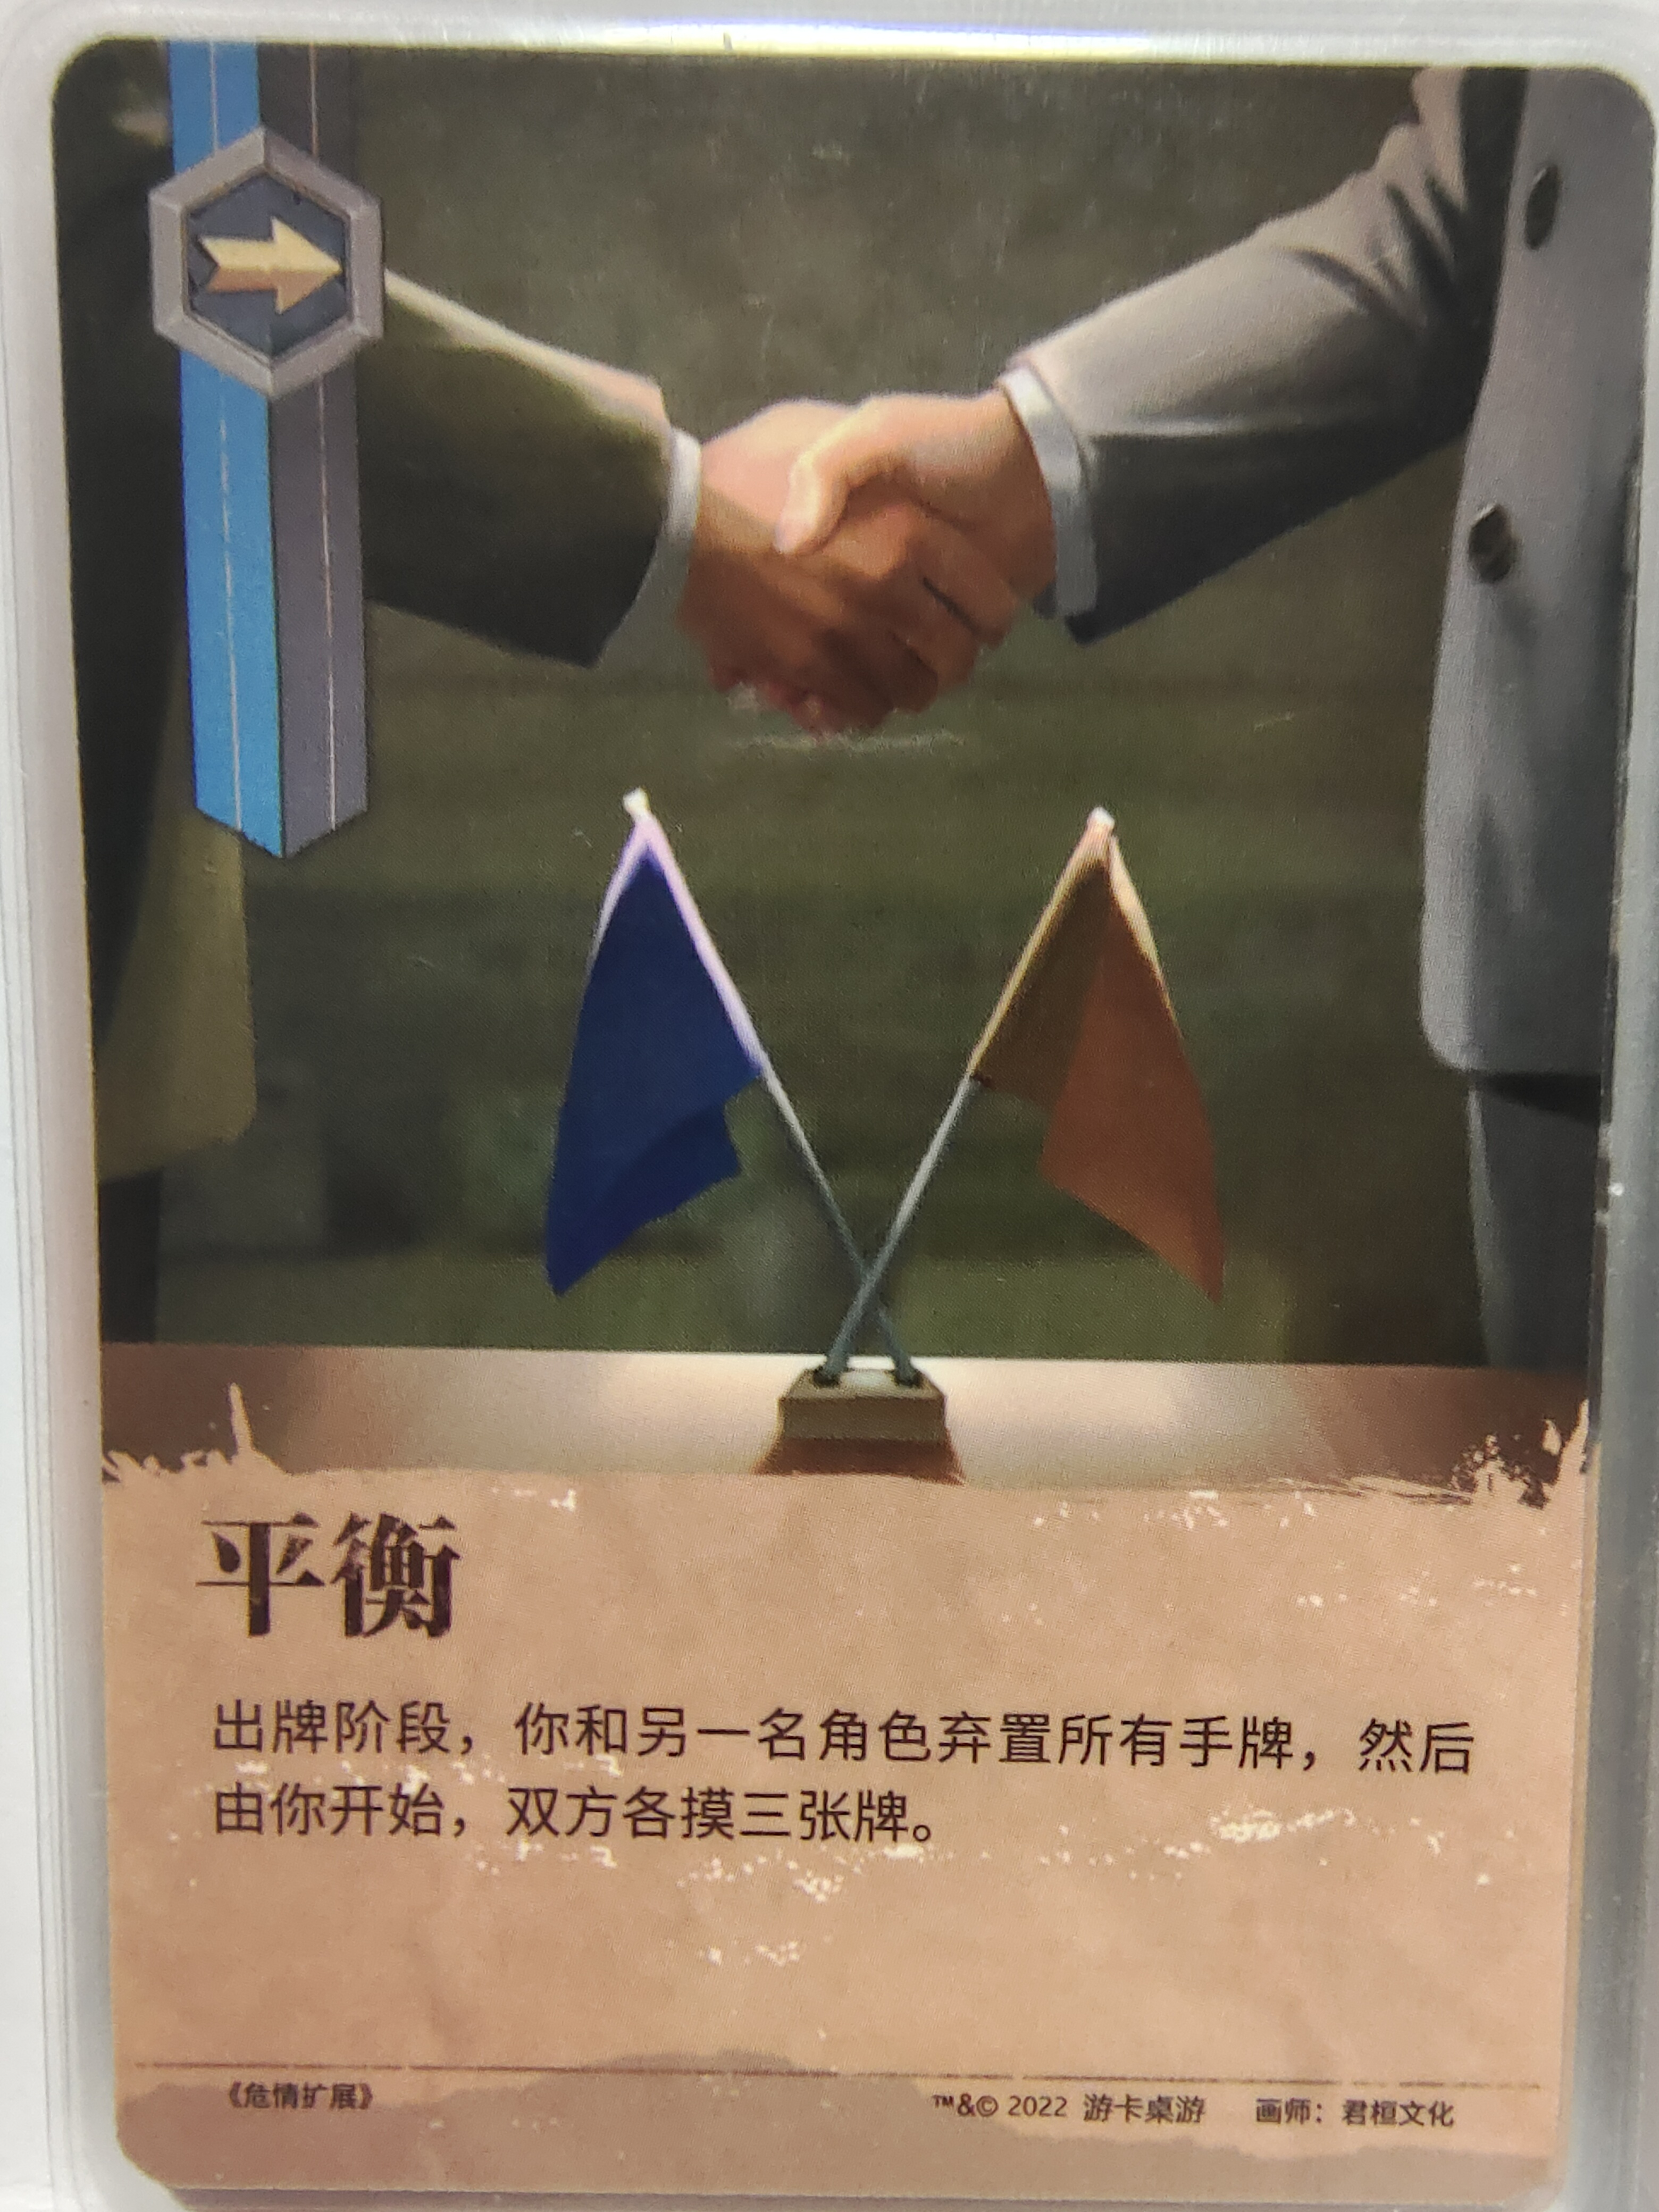 平衡
出牌阶段，你和另一名角色弃置所有手牌，然后
由你开始，双方各摸三张牌。
《危情扩展》
™&© 2022 游卡桌游 画师：君桓文化